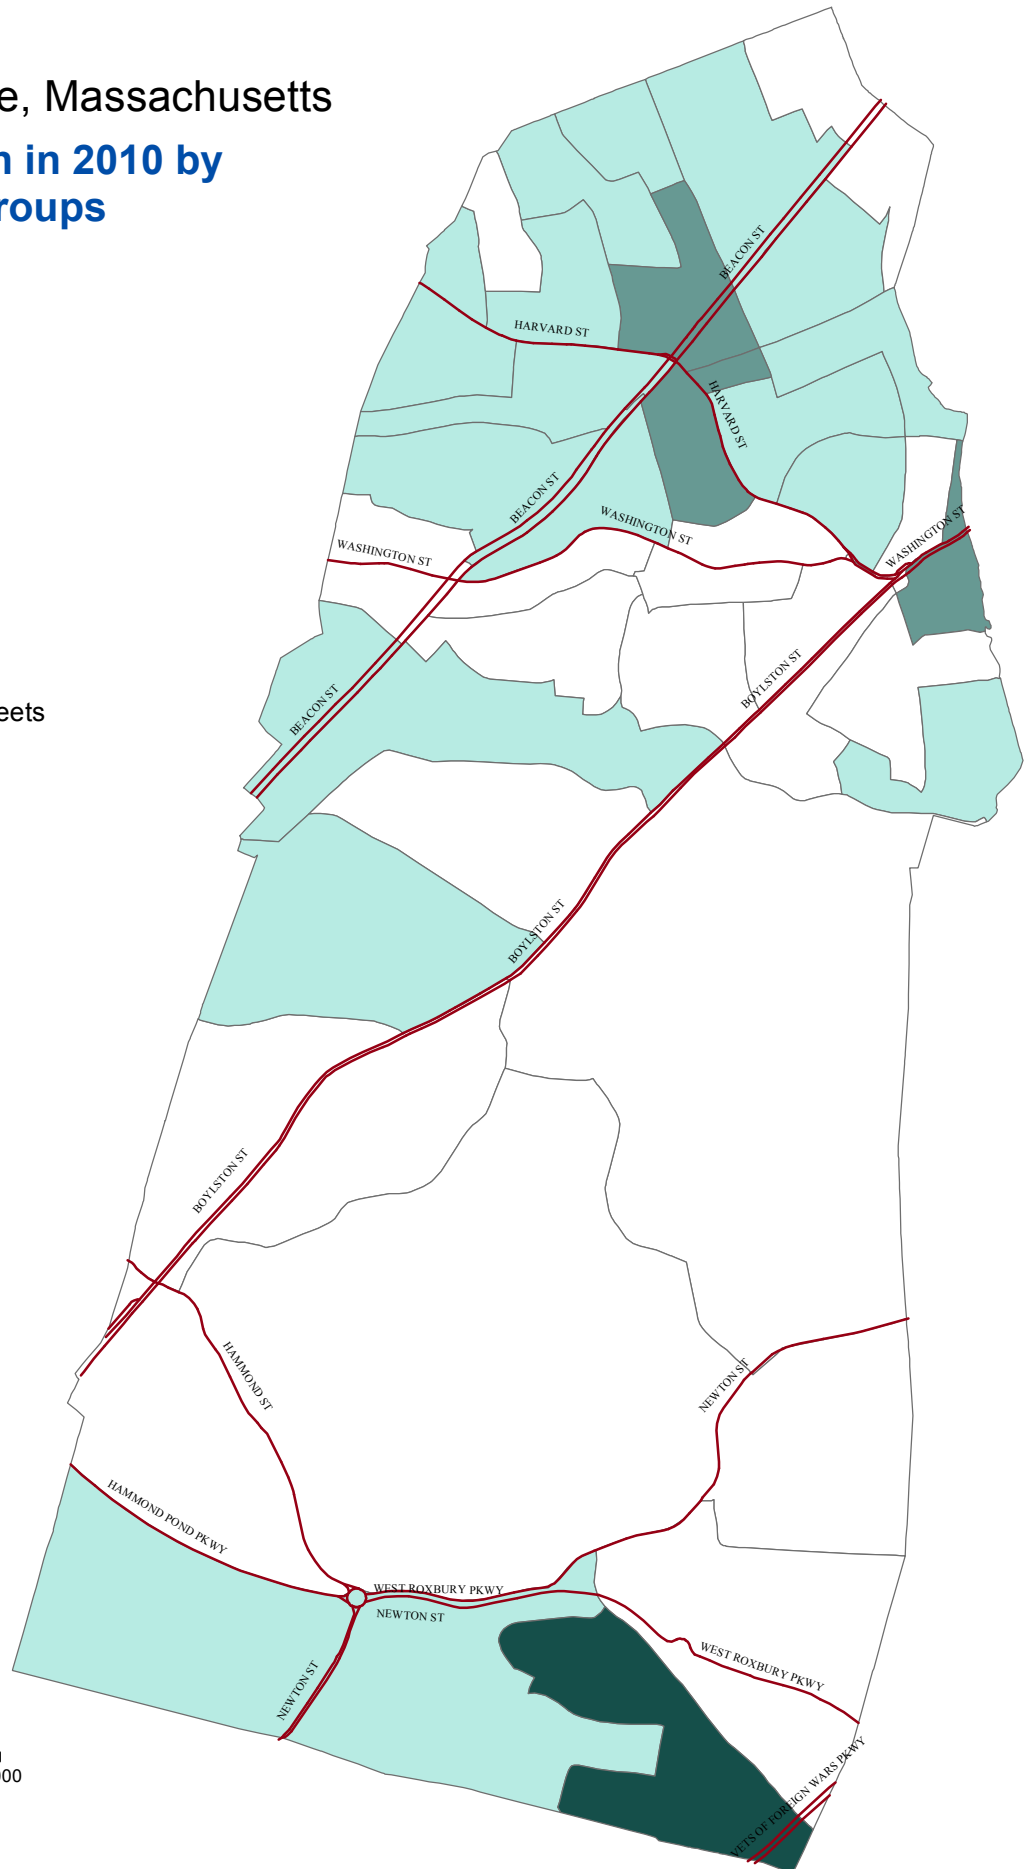 e, Massachusetts
n in 2010 by
roups
BEACON ST
HARVARD ST
HARVARD ST
BEACON ST
WASHINGTON ST
WASHINGTON ST
WASHINGTON ST
BOYLSTON ST
BEACON ST
eets
BOYLSTON ST
BOYLSTON ST
HAMMOND ST
NEWTON ST
HAMMOND POND PKWY
WEST ROXBURY PKWY
NEWTON ST
WEST ROXBURY PKWY
NEWTON ST
VETS OF FOREIGN WARS PKWY
000